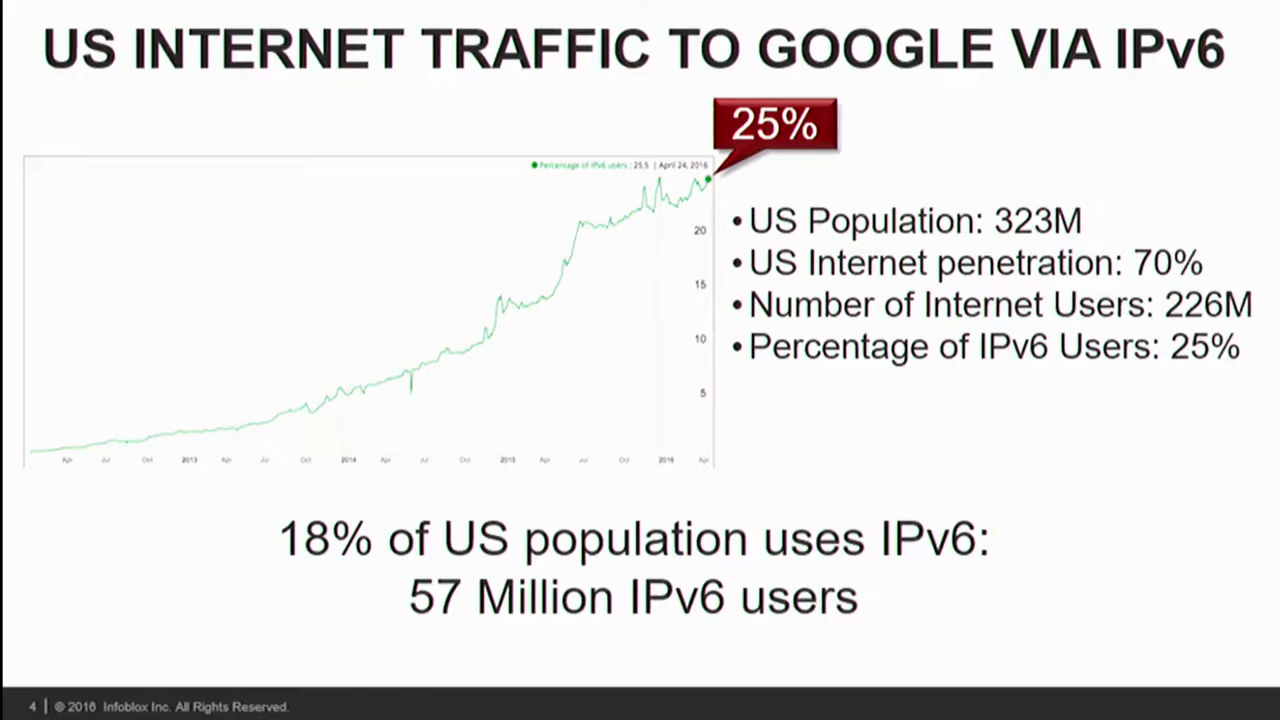 US INTERNET TRAFFIC TO GOOGLE VIA IPv6
25%
Percentage of IPv6 users : 25.5 | April 24, 2016
20
15
10
5
Apr Jul Oct 2013 Apr Jul Oct 2014 Apr Jul Oct 2015 Apr Jul Oct 2016 Apr
• US Population: 323M
• US Internet penetration: 70%
• Number of Internet Users: 226M
• Percentage of IPv6 Users: 25%
18% of US population uses IPv6:
57 Million IPv6 users
4 | © 2016 Infoblox Inc. All Rights Reserved.